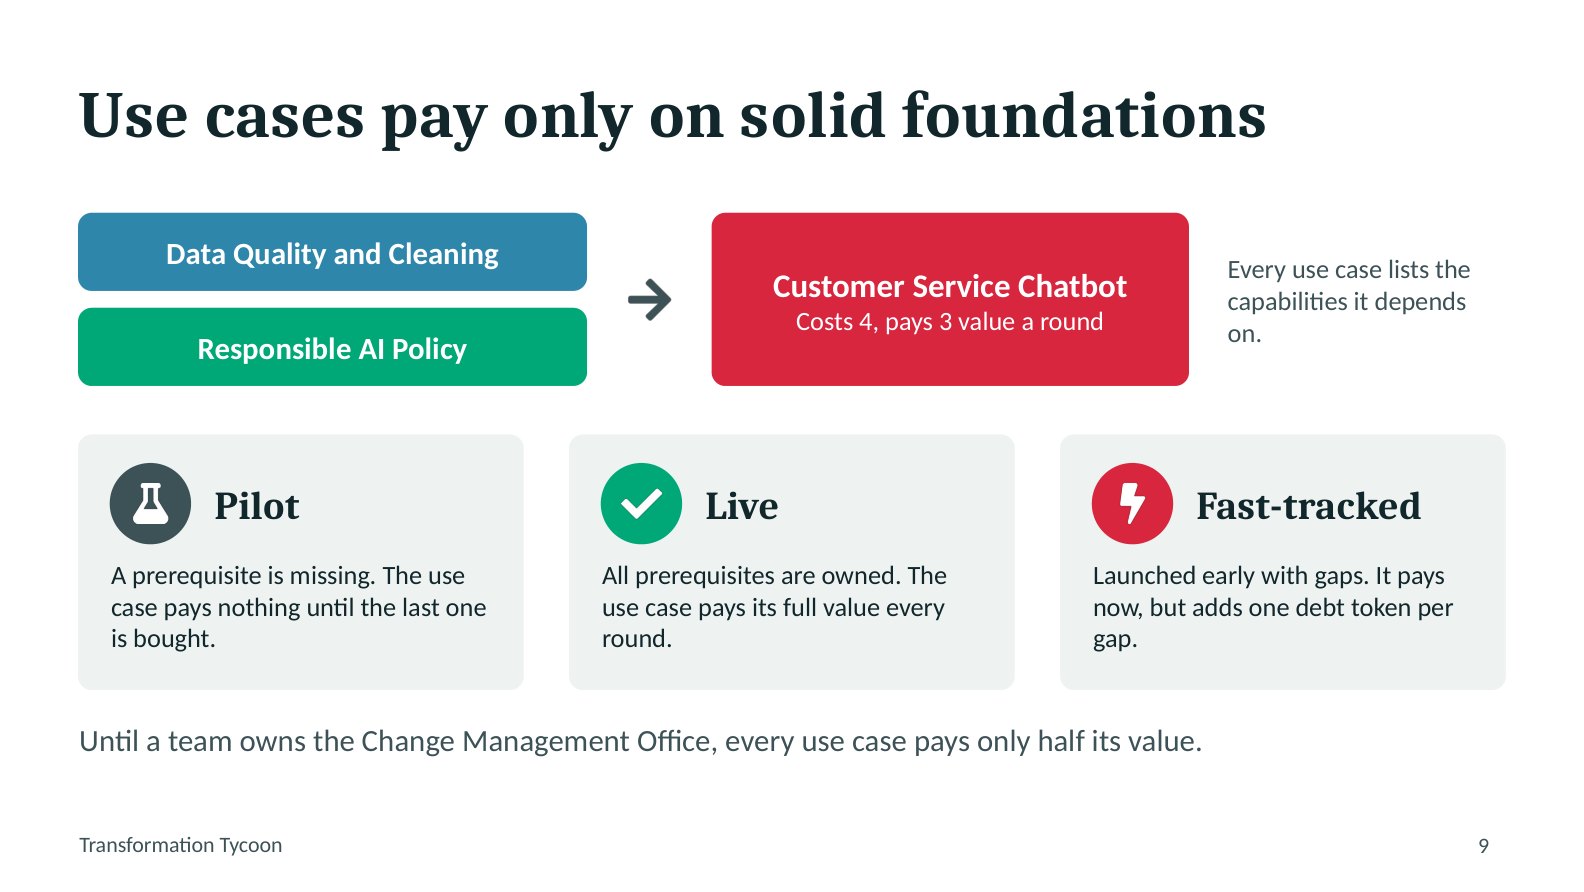 Use cases pay only on solid foundations
Data Quality and Cleaning
Responsible AI Policy
Customer Service Chatbot
Costs 4, pays 3 value a round
Every use case lists the
capabilities it depends
on.
Pilot
A prerequisite is missing. The use
case pays nothing until the last one
is bought.
Live
All prerequisites are owned. The
use case pays its full value every
round.
Fast-tracked
Launched early with gaps. It pays
now, but adds one debt token per
gap.
Until a team owns the Change Management Office, every use case pays only half its value.
Transformation Tycoon
9